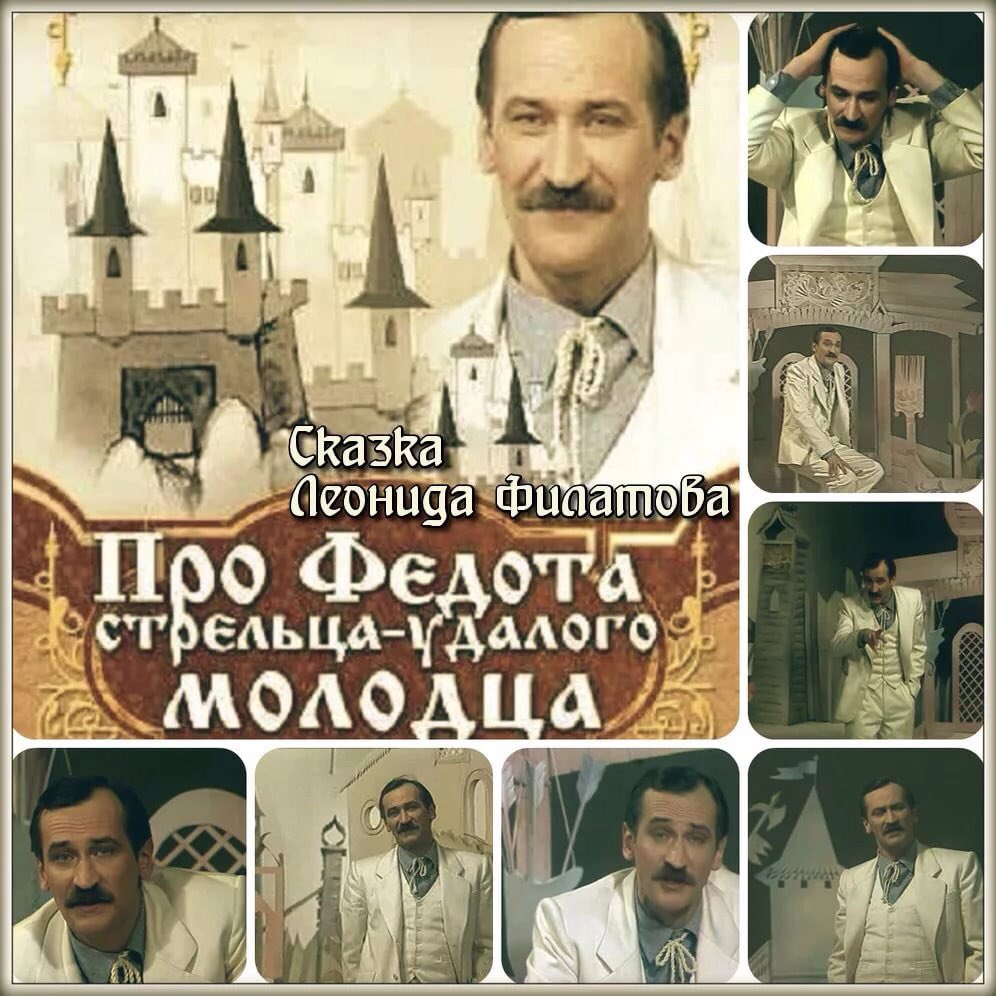 Сказка
Леонида Филатова
Про Федота
стрельца-удалого
молодца